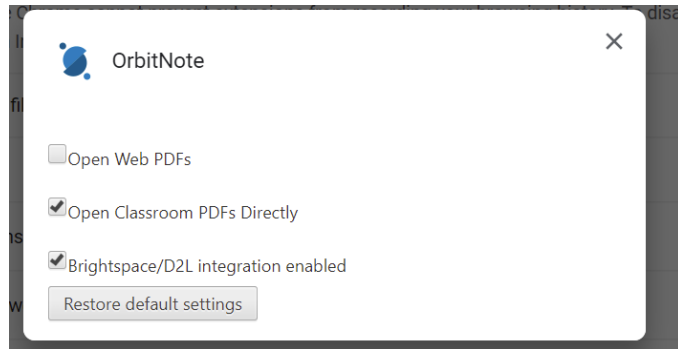 OrbitNote
Open Web PDFs
Open Classroom PDFs Directly
Brightspace/D2L integration enabled
Restore default settings